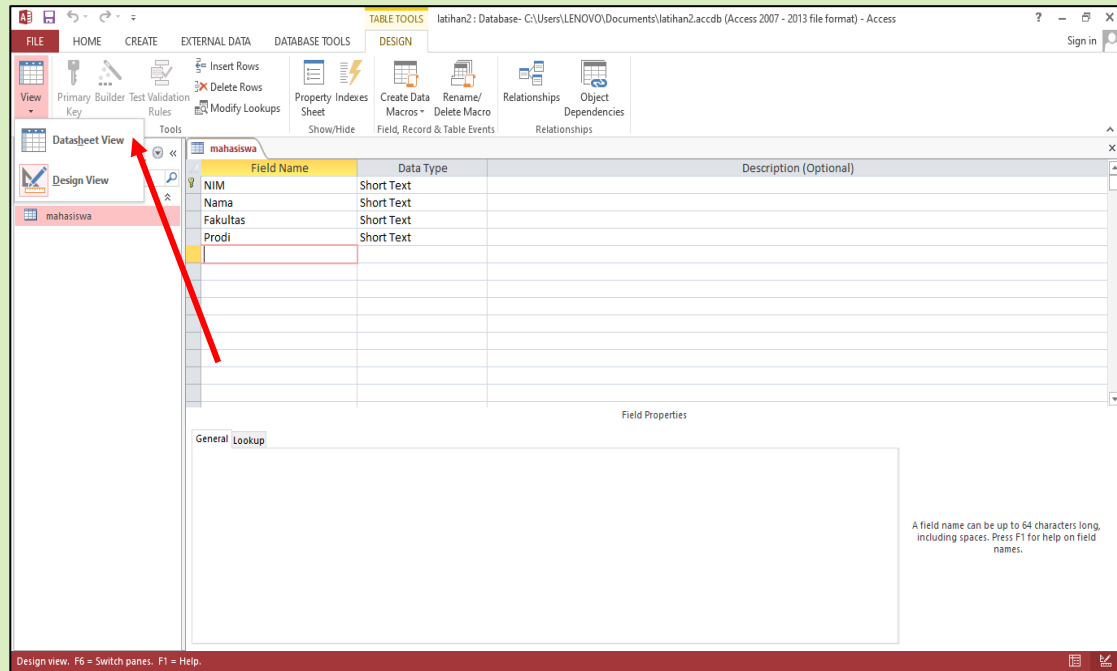 TABLE TOOLS latihan2 : Database- C:\Users\LENOVO\Documents\latihan2.accdb (Access 2007 - 2013 file format) - Access ?
FILE HOME CREATE EXTERNAL DATA DATABASE TOOLS DESIGN Sign in
Insert Rows
Delete Rows
Modify Lookups
View Primary Key Builder Test Validation Rules Property Sheet Indexes Create Data Macros Rename/ Delete Macro Relationships Object Dependencies
Tools Show/Hide Field, Record & Table Events Relationships
Datasheet View
Design View
mahasiswa
mahasiswa
Field Name Data Type Description (Optional)
NIM Short Text
Nama Short Text
Fakultas Short Text
Prodi Short Text
Field Properties
General Lookup
A field name can be up to 64 characters long,
including spaces. Press F1 for help on field
names.
Design view. F6 = Switch panes. F1 = Help.